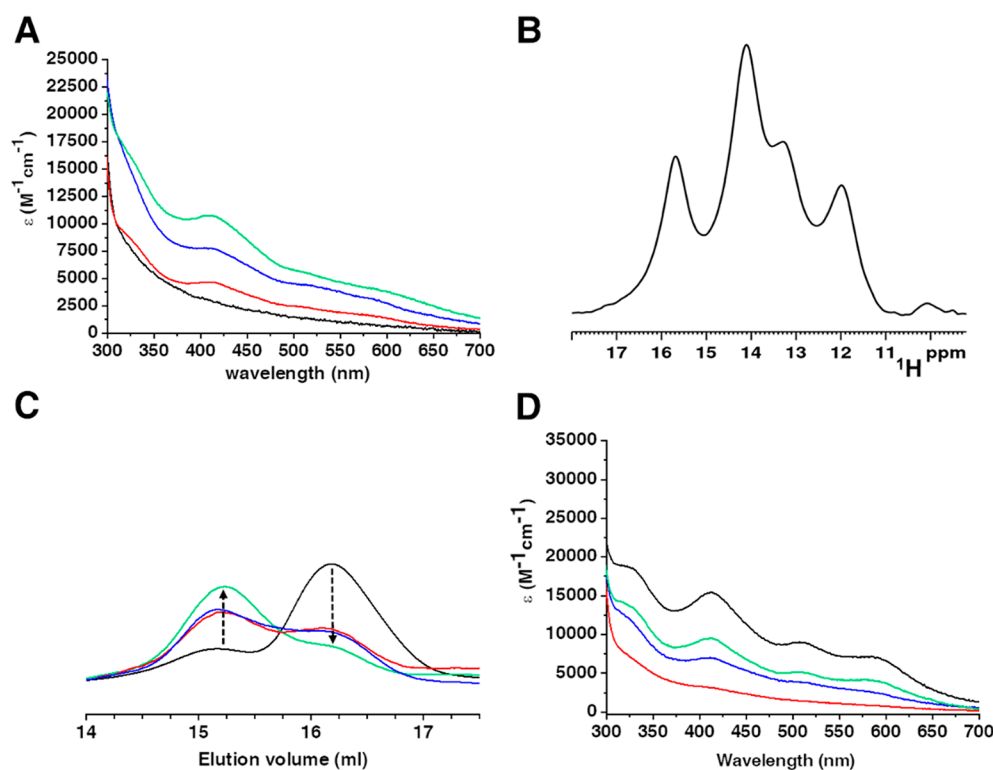 A
25000
22500
20000
17500
15000
12500
10000
7500
5000
2500
0
ε (M⁻¹cm⁻¹)
300 350 400 450 500 550 600 650 700
wavelength (nm)
B
17 16 15 14 13 12 11 ppm
¹H
C
14 15 16 17
Elution volume (ml)
D
35000
30000
25000
20000
15000
10000
5000
0
ε (M⁻¹cm⁻¹)
300 350 400 450 500 550 600 650 700
Wavelength (nm)